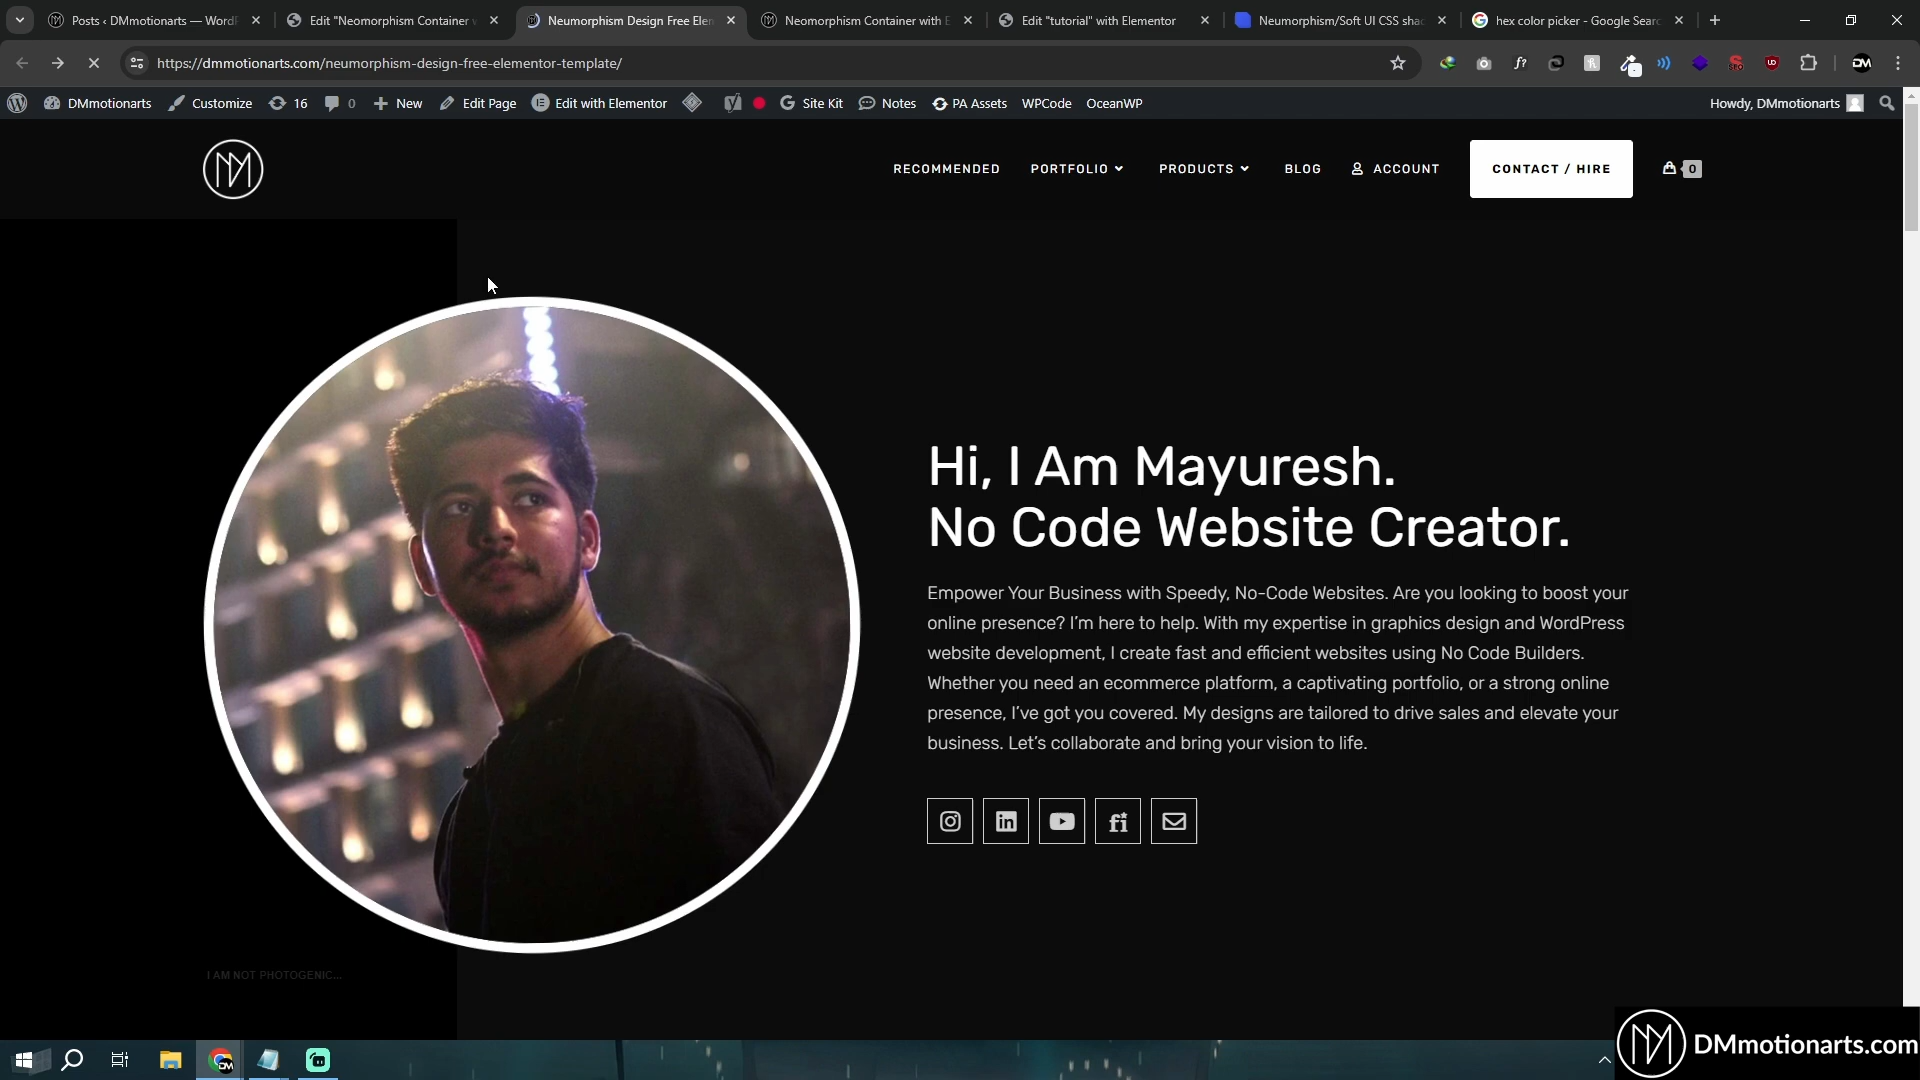 Posts ‹ DMmotionarts — WordP
Edit "Neomorphism Container w
Neumorphism Design Free Elem
Neomorphism Container with E
Edit "tutorial" with Elementor
Neumorphism/Soft UI CSS shad
hex color picker - Google Searc
https://dmmotionarts.com/neumorphism-design-free-elementor-template/
DMmotionarts
Customize
16
0
New
Edit Page
Edit with Elementor
Site Kit
Notes
PA Assets
WPCode
OceanWP
Howdy, DMmotionarts
RECOMMENDED
PORTFOLIO
PRODUCTS
BLOG
ACCOUNT
CONTACT / HIRE
0
Hi, I Am Mayuresh.
No Code Website Creator.
Empower Your Business with Speedy, No-Code Websites. Are you looking to boost your
online presence? I’m here to help. With my expertise in graphics design and WordPress
website development, I create fast and efficient websites using No Code Builders.
Whether you need an ecommerce platform, a captivating portfolio, or a strong online
presence, I’ve got you covered. My designs are tailored to drive sales and elevate your
business. Let’s collaborate and bring your vision to life.
I AM NOT PHOTOGENIC...
DMmotionarts.com